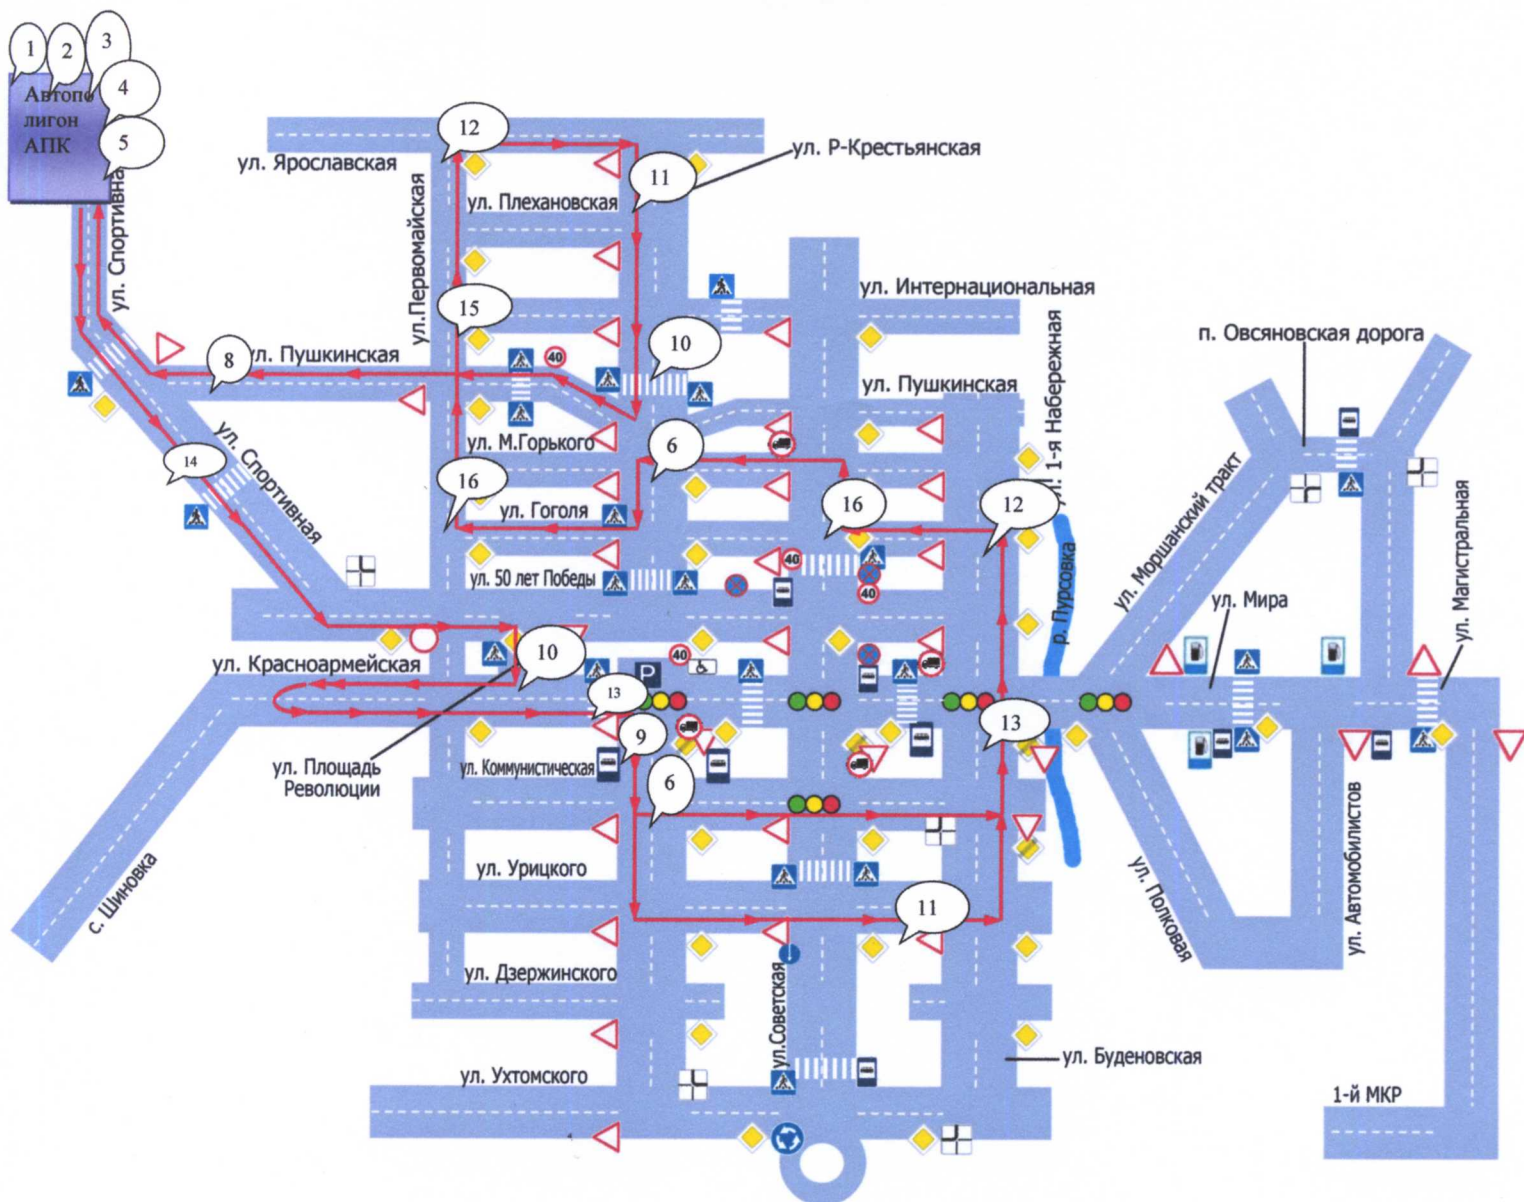 1
2
3
4
5
Автопо
лигон
АПК
ул. Спортивна
12
ул. Ярославская
11
ул. Р-Крестьянская
ул. Плехановская
ул.Первомайская
15
ул. Интернациональная
8
ул. Пушкинская
40
10
ул. Пушкинская
ул. 1-я Набережная
п. Овсяновская дорога
ул. М.Горького
6
14
ул. Спортивная
16
ул. Гоголя
16
12
ул. Моршанский тракт
ул. Магистральная
ул. 50 лет Победы
40
40
р. Пурсовка
ул. Мира
ул. Красноармейская
10
40
P
13
13
9
ул. Площадь
Революции
ул. Коммунистическая
6
с. Шиновка
ул. Урицкого
11
ул. Полковая
ул. Автомобилистов
ул. Дзержинского
ул.Советская
ул. Ухтомского
ул. Буденовская
1-й МКР